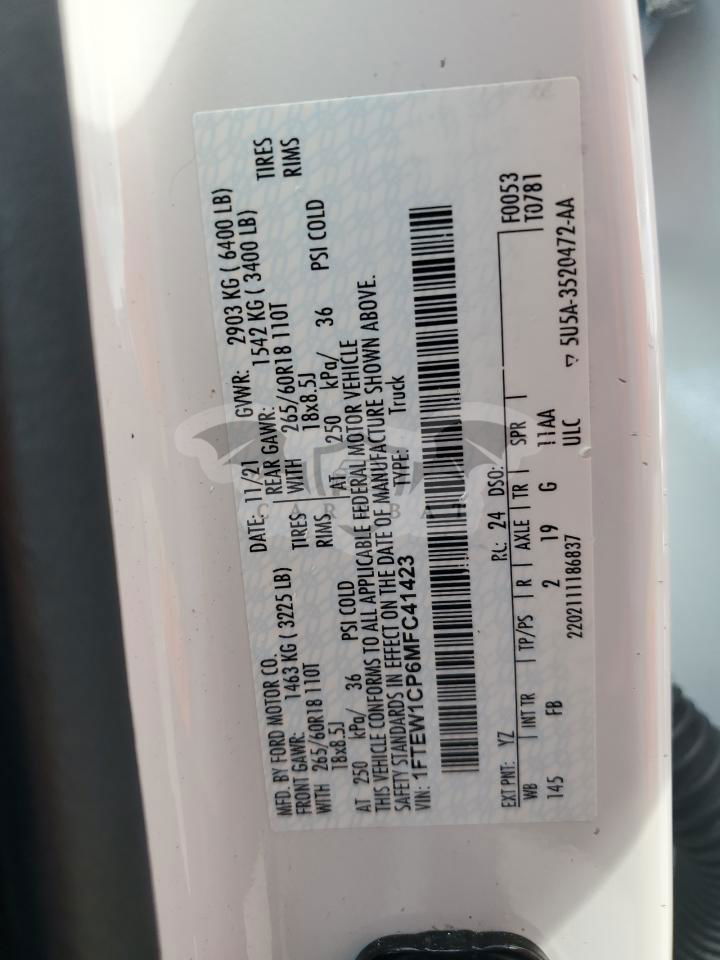 MFD. BY FORD MOTOR CO. DATE: 11/21 GVWR: 2903 KG ( 6400 LB)
FRONT GAWR: 1463 KG ( 3225 LB) REAR GAWR: 1542 KG ( 3400 LB)
WITH 265/60R18 110T TIRES WITH 265/60R18 110T TIRES
18x8.5J RIMS 18x8.5J RIMS
AT 250 kPa/ 36 PSI COLD AT 250 kPa/ 36 PSI COLD
THIS VEHICLE CONFORMS TO ALL APPLICABLE FEDERAL MOTOR VEHICLE
SAFETY STANDARDS IN EFFECT ON THE DATE OF MANUFACTURE SHOWN ABOVE.
VIN: 1FTEW1CP6MFC41423 TYPE: Truck
EXT PNT: YZ RC: 24 DSO: F0053
WB INT TR TP/PS R AXLE TR SPR T0781
145 FB 2 19 G 11AA
2202111186837 ULC 5U5A-3520472-AA
CAR BAT